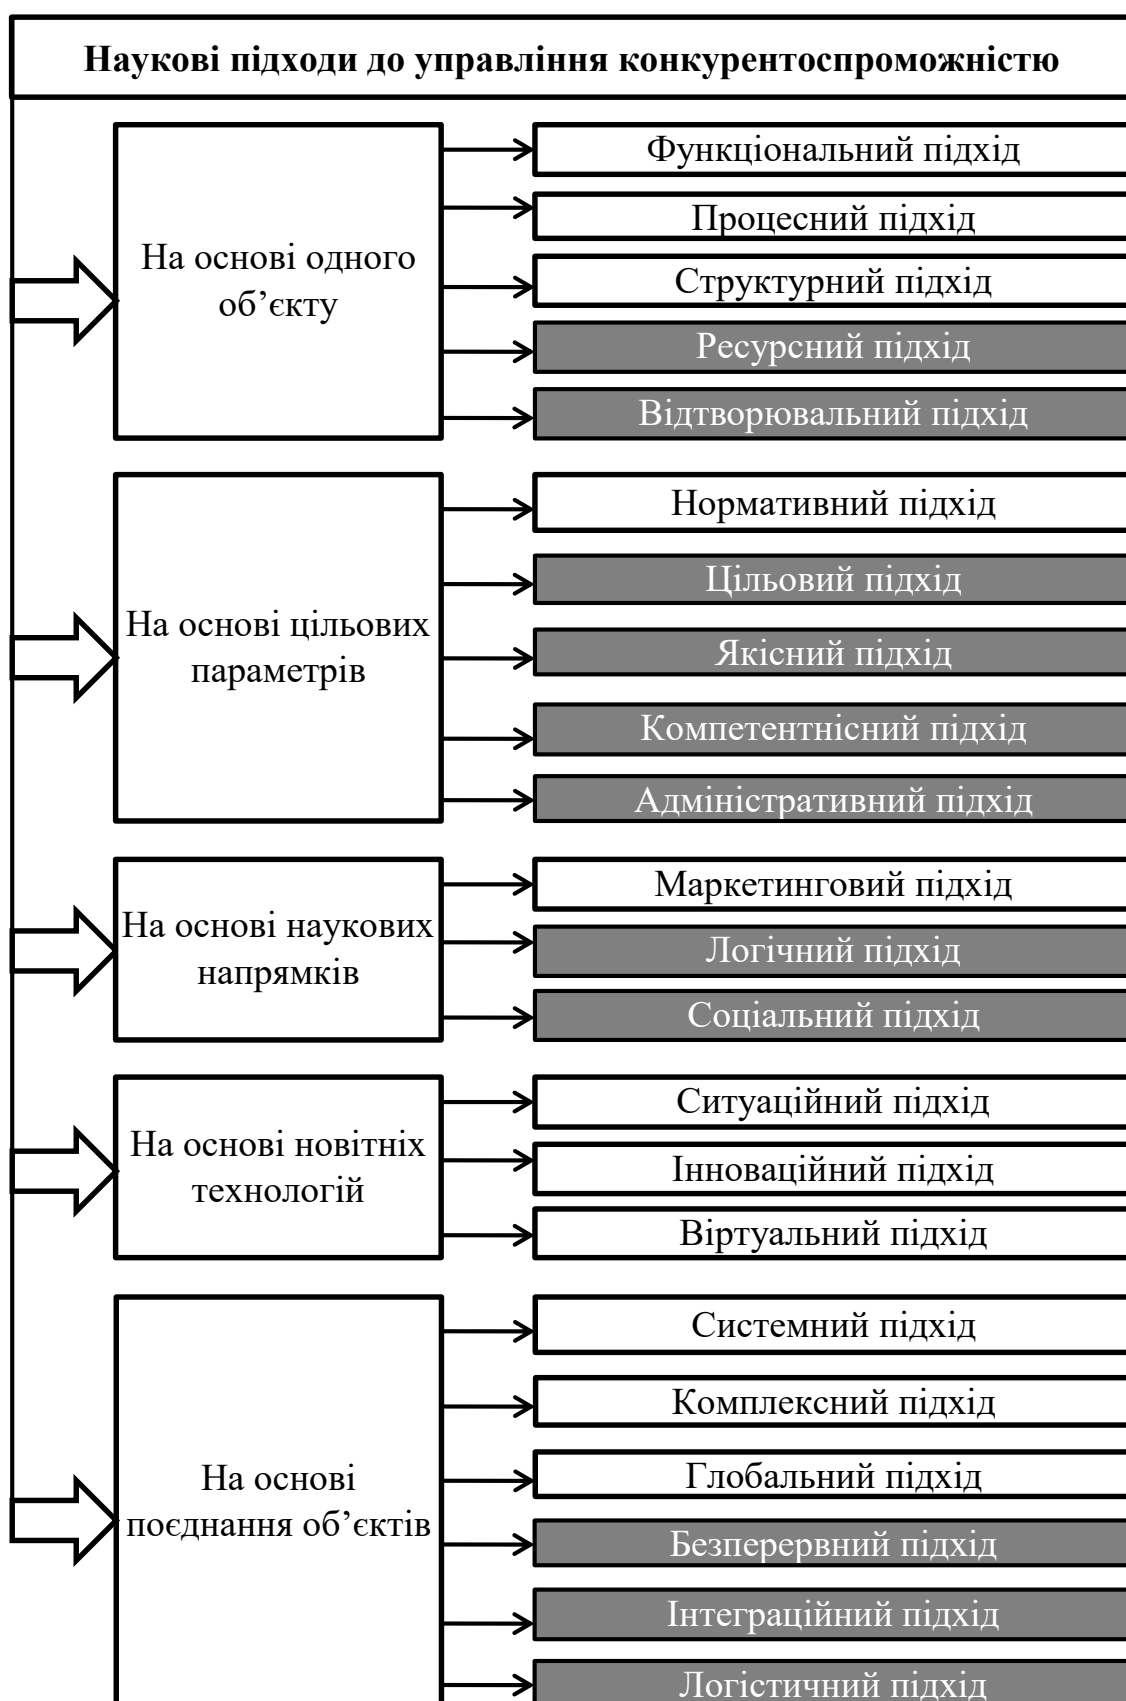 Наукові підходи до управління конкурентоспроможністю
На основі одного
об’єкту
Функціональний підхід
Процесний підхід
Структурний підхід
Ресурсний підхід
Відтворювальний підхід
На основі цільових
параметрів
Нормативний підхід
Цільовий підхід
Якісний підхід
Компетентнісний підхід
Адміністративний підхід
На основі наукових
напрямків
Маркетинговий підхід
Логічний підхід
Соціальний підхід
На основі новітніх
технологій
Ситуаційний підхід
Інноваційний підхід
Віртуальний підхід
На основі
поєднання об’єктів
Системний підхід
Комплексний підхід
Глобальний підхід
Безперервний підхід
Інтеграційний підхід
Логістичний підхід